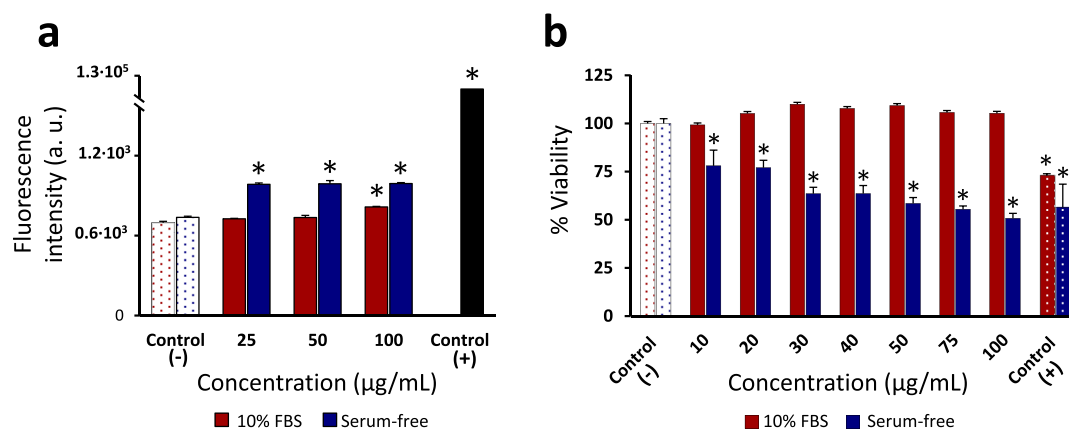 a
Fluorescence
intensity (a. u.)
1.3·10⁵
1.2·10³
0.6·10³
0
*
*
*
*
*
Control
(-)
25
50
100
Control
(+)
Concentration (µg/mL)
10% FBS
Serum-free
b
% Viability
125
100
75
50
25
0
*
*
*
*
*
*
*
*
*
Control
(-)
10
20
30
40
50
75
100
Control
(+)
Concentration (µg/mL)
10% FBS
Serum-free